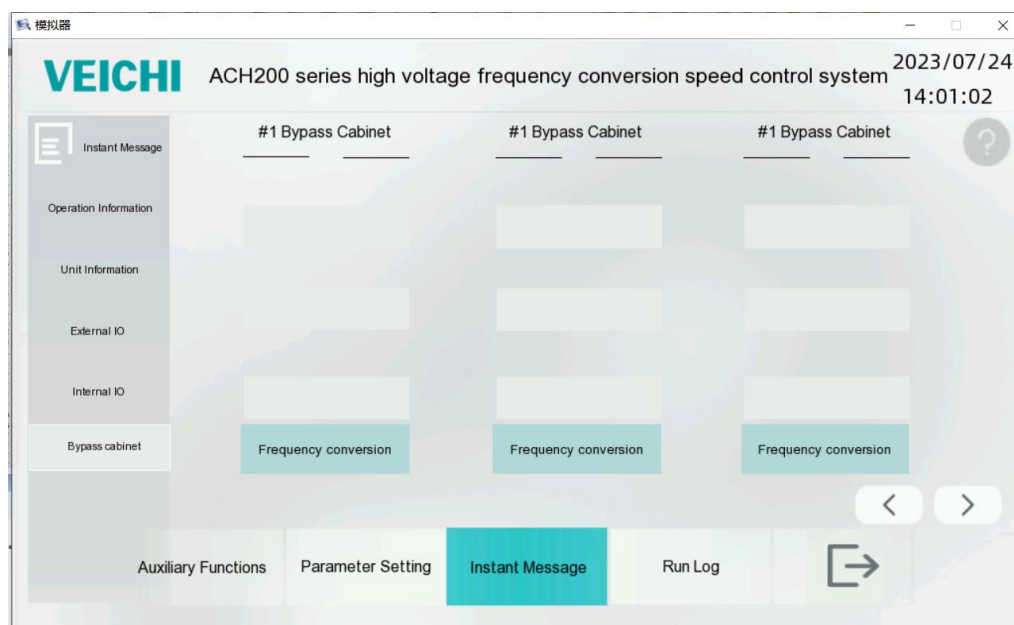 模拟器
VEICHI
ACH200 series high voltage frequency conversion speed control system
2023/07/24
14:01:02
Instant Message
#1 Bypass Cabinet
#1 Bypass Cabinet
#1 Bypass Cabinet
?
Operation Information
Unit Information
External IO
Internal IO
Bypass cabinet
Frequency conversion
Frequency conversion
Frequency conversion
Auxiliary Functions
Parameter Setting
Instant Message
Run Log